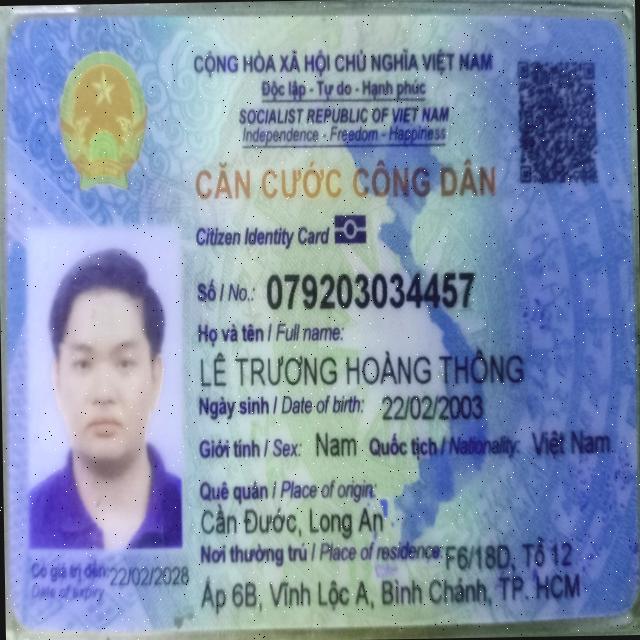 CỘNG HÒA XÃ HỘI CHỦ NGHĨA VIỆT NAM
Độc lập - Tự do - Hạnh phúc
SOCIALIST REPUBLIC OF VIET NAM
Independence - Freedom - Happiness
CĂN CƯỚC CÔNG DÂN
Citizen Identity Card
Số / No.: 079203034457
Họ và tên / Full name:
LÊ TRƯƠNG HOÀNG THÔNG
Ngày sinh / Date of birth: 22/02/2003
Giới tính / Sex: Nam Quốc tịch / Nationality: Việt Nam
Quê quán / Place of origin:
Cần Đước, Long An
Nơi thường trú / Place of residence: F6/18D, Tổ 12
Ấp 6B, Vĩnh Lộc A, Bình Chánh, TP. HCM
Có giá trị đến: 22/02/2028
Date of expiry